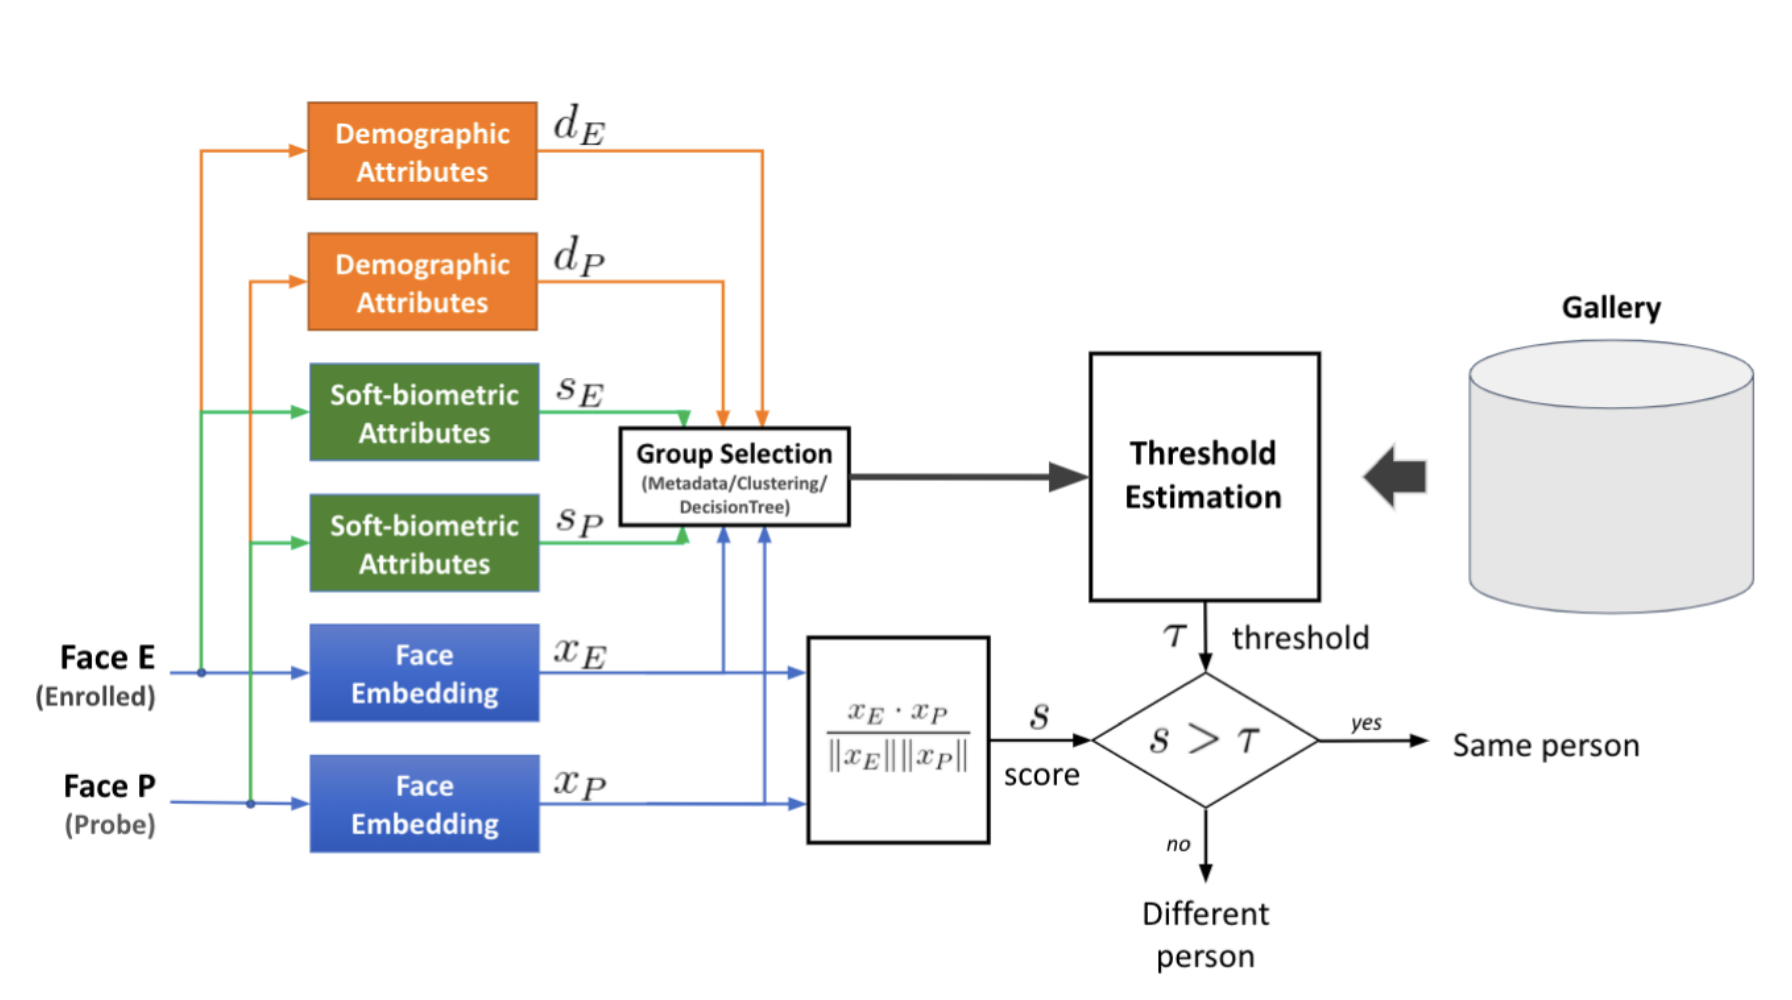 Demographic
Attributes
d_E
Demographic
Attributes
d_P
Soft-biometric
Attributes
s_E
Soft-biometric
Attributes
s_P
Face E
(Enrolled)
Face
Embedding
x_E
Face P
(Probe)
Face
Embedding
x_P
Group Selection
(Metadata/Clustering/
DecisionTree)
Threshold
Estimation
Gallery
τ threshold
x_E · x_P
‖x_E‖‖x_P‖
s
score
s > τ
yes
Same person
no
Different
person